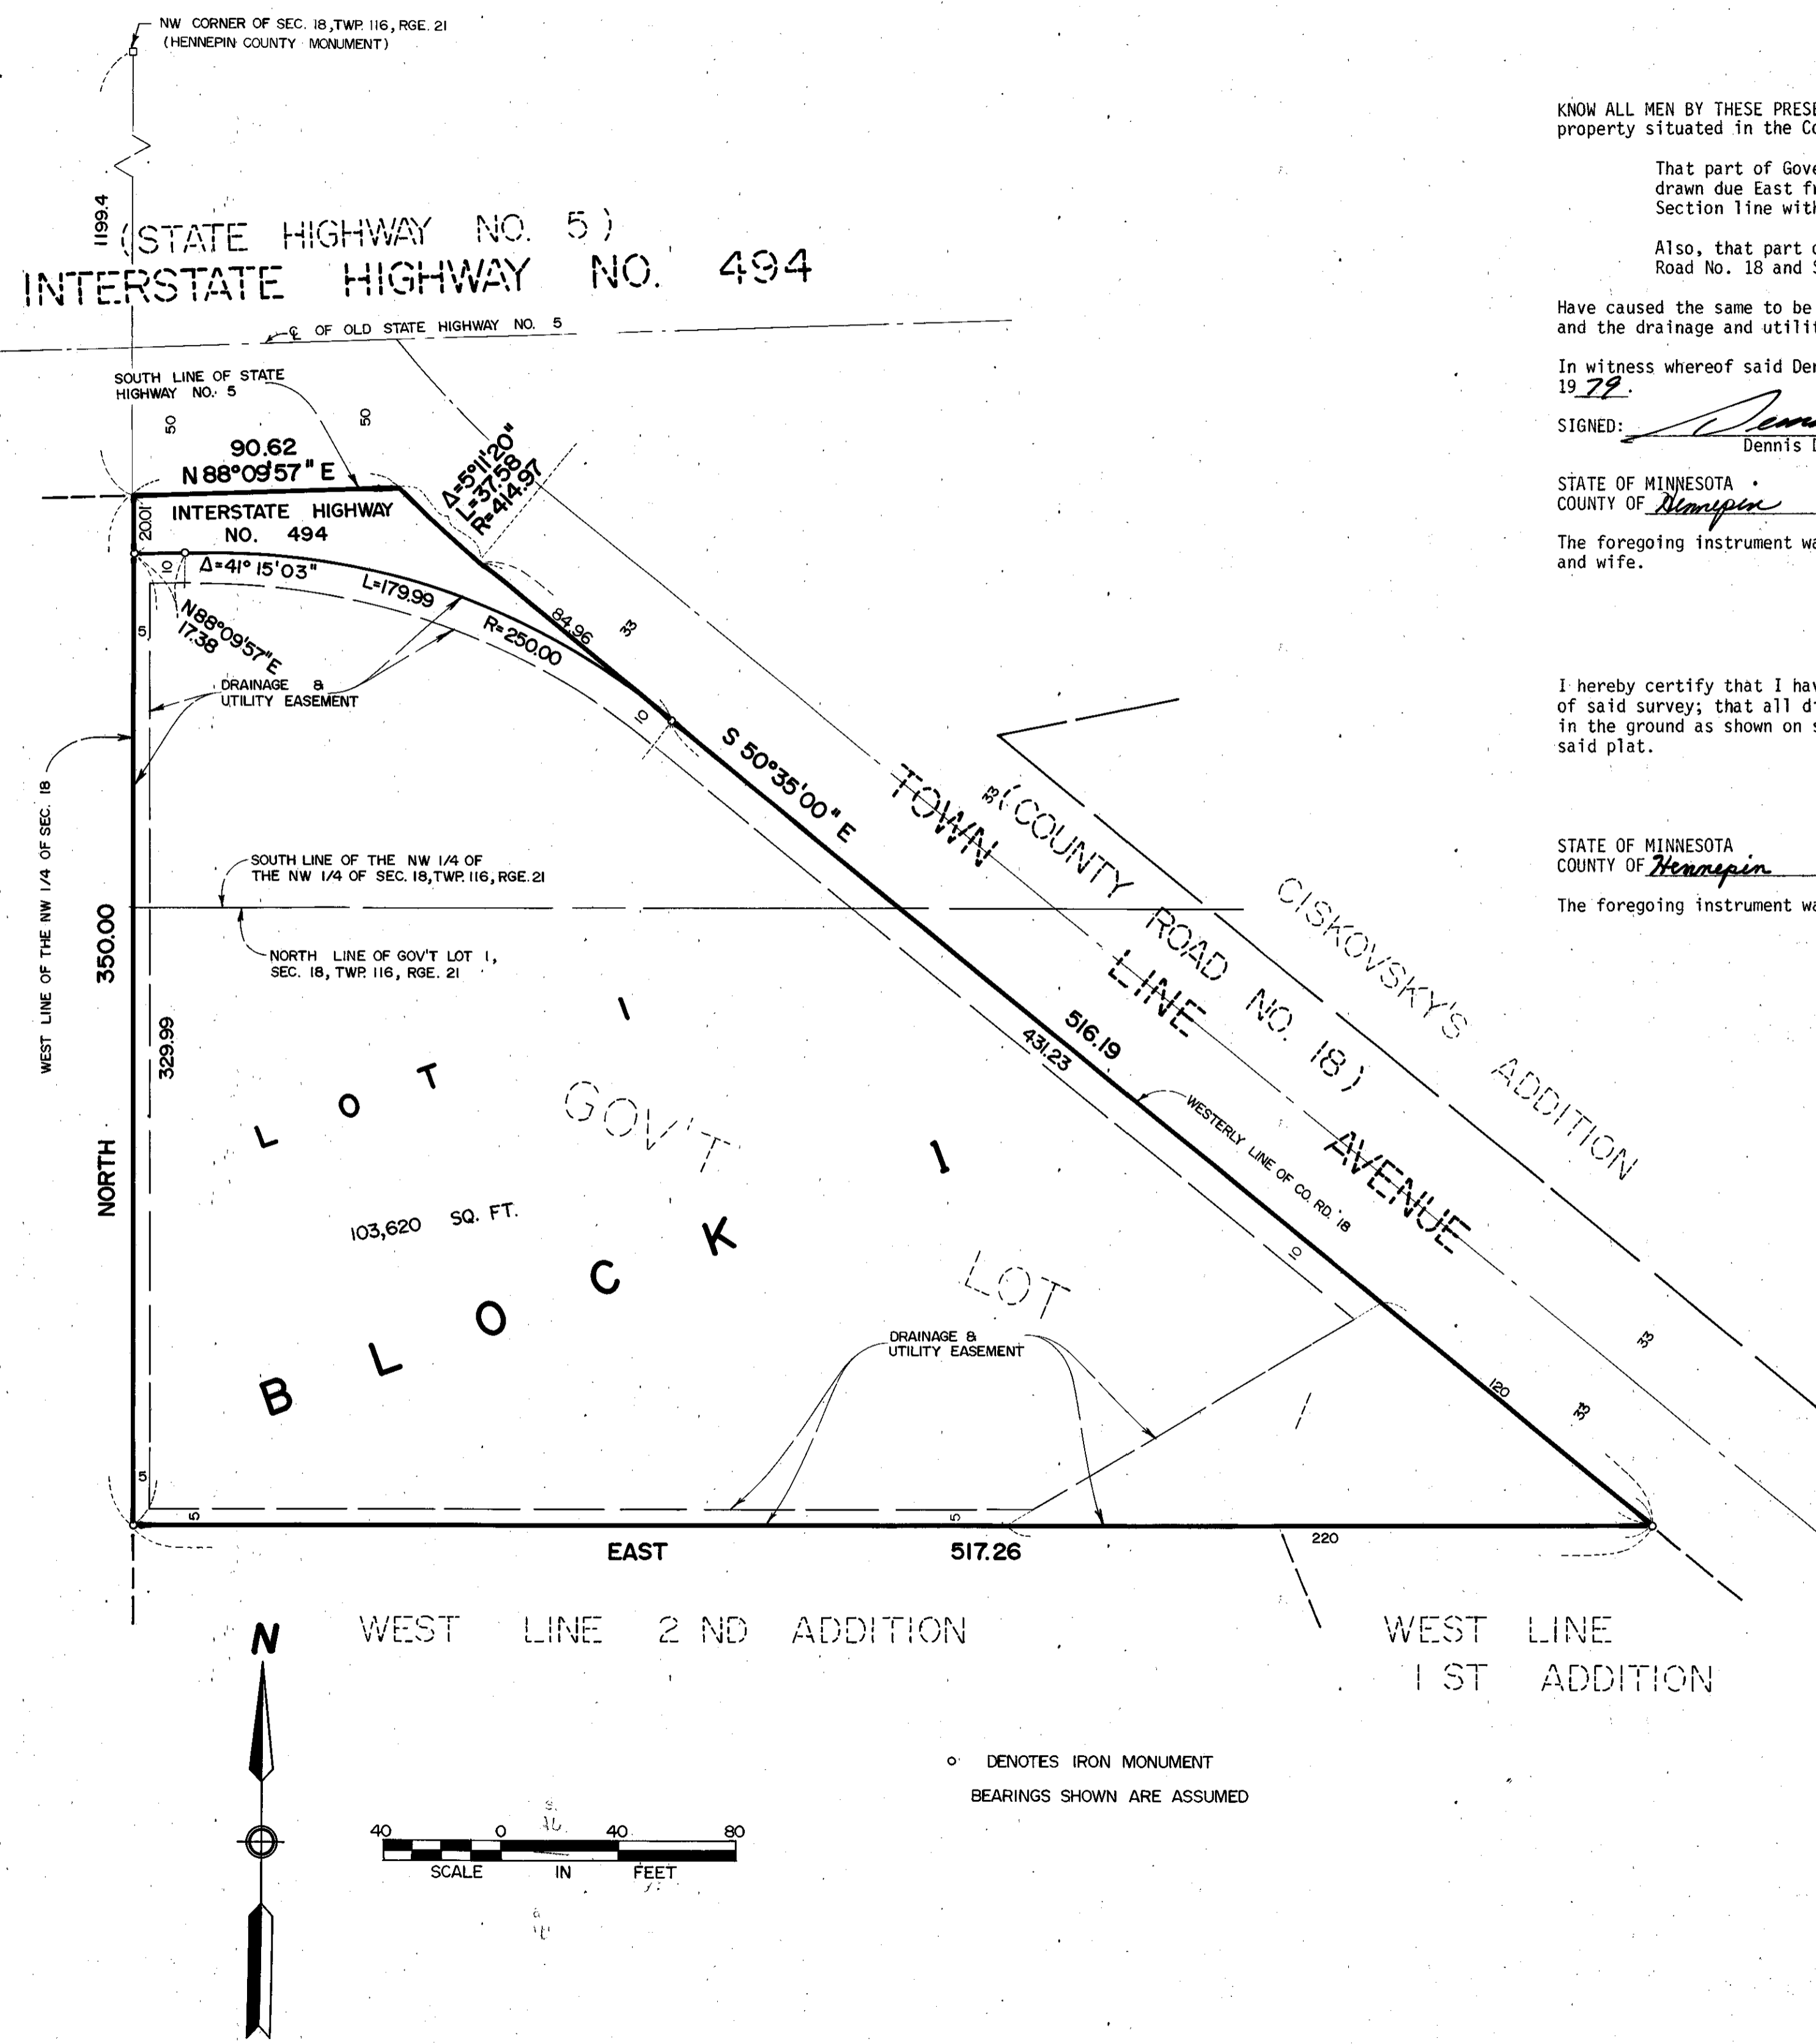 NW CORNER OF SEC. 18, TWP. 116, RGE. 21
(HENNEPIN COUNTY MONUMENT)
1199.4
(STATE HIGHWAY NO. 5)
INTERSTATE HIGHWAY NO. 494
℄ OF OLD STATE HIGHWAY NO. 5
SOUTH LINE OF STATE
HIGHWAY NO. 5
50
50
90.62
N 88°09'57" E
Δ=5°11'20"
L=37.58
R=414.97
20.01
INTERSTATE HIGHWAY
NO. 494
10
Δ=41°15'03"
L=179.99
R=250.00
84.96
33
N88°09'57"E
17.38
5
DRAINAGE &
UTILITY EASEMENT
10
S 50°35'00" E
WEST LINE OF THE NW 1/4 OF SEC. 18
SOUTH LINE OF THE NW 1/4 OF
THE NW 1/4 OF SEC. 18, TWP. 116, RGE. 21
NORTH LINE OF GOV'T LOT 1,
SEC. 18, TWP. 116, RGE. 21
NORTH 350.00
329.99
33
TOWN LINE AVENUE
(COUNTY ROAD NO. 18)
CISKOVSKY'S ADDITION
516.19
431.23
WESTERLY LINE OF CO. RD. 18
LOT 1
GOV'T LOT
103,620 SQ. FT.
BLOCK 1
10
DRAINAGE &
UTILITY EASEMENT
1
120
33
33
5
5
5
220
EAST 517.26
WEST LINE 2 ND ADDITION
WEST LINE
1 ST ADDITION
N
DENOTES IRON MONUMENT
BEARINGS SHOWN ARE ASSUMED
40 0 40 80
SCALE IN FEET
KNOW ALL MEN BY THESE PRESE
property situated in the Co
That part of Gove
drawn due East fr
Section line with
Also, that part o
Road No. 18 and S
Have caused the same to be
and the drainage and utilit
In witness whereof said Den
1979.
SIGNED:
Dennis D
STATE OF MINNESOTA
COUNTY OF Hennepin
The foregoing instrument wa
and wife.
I hereby certify that I hav
of said survey; that all di
in the ground as shown on s
said plat.
STATE OF MINNESOTA
COUNTY OF Hennepin
The foregoing instrument wa